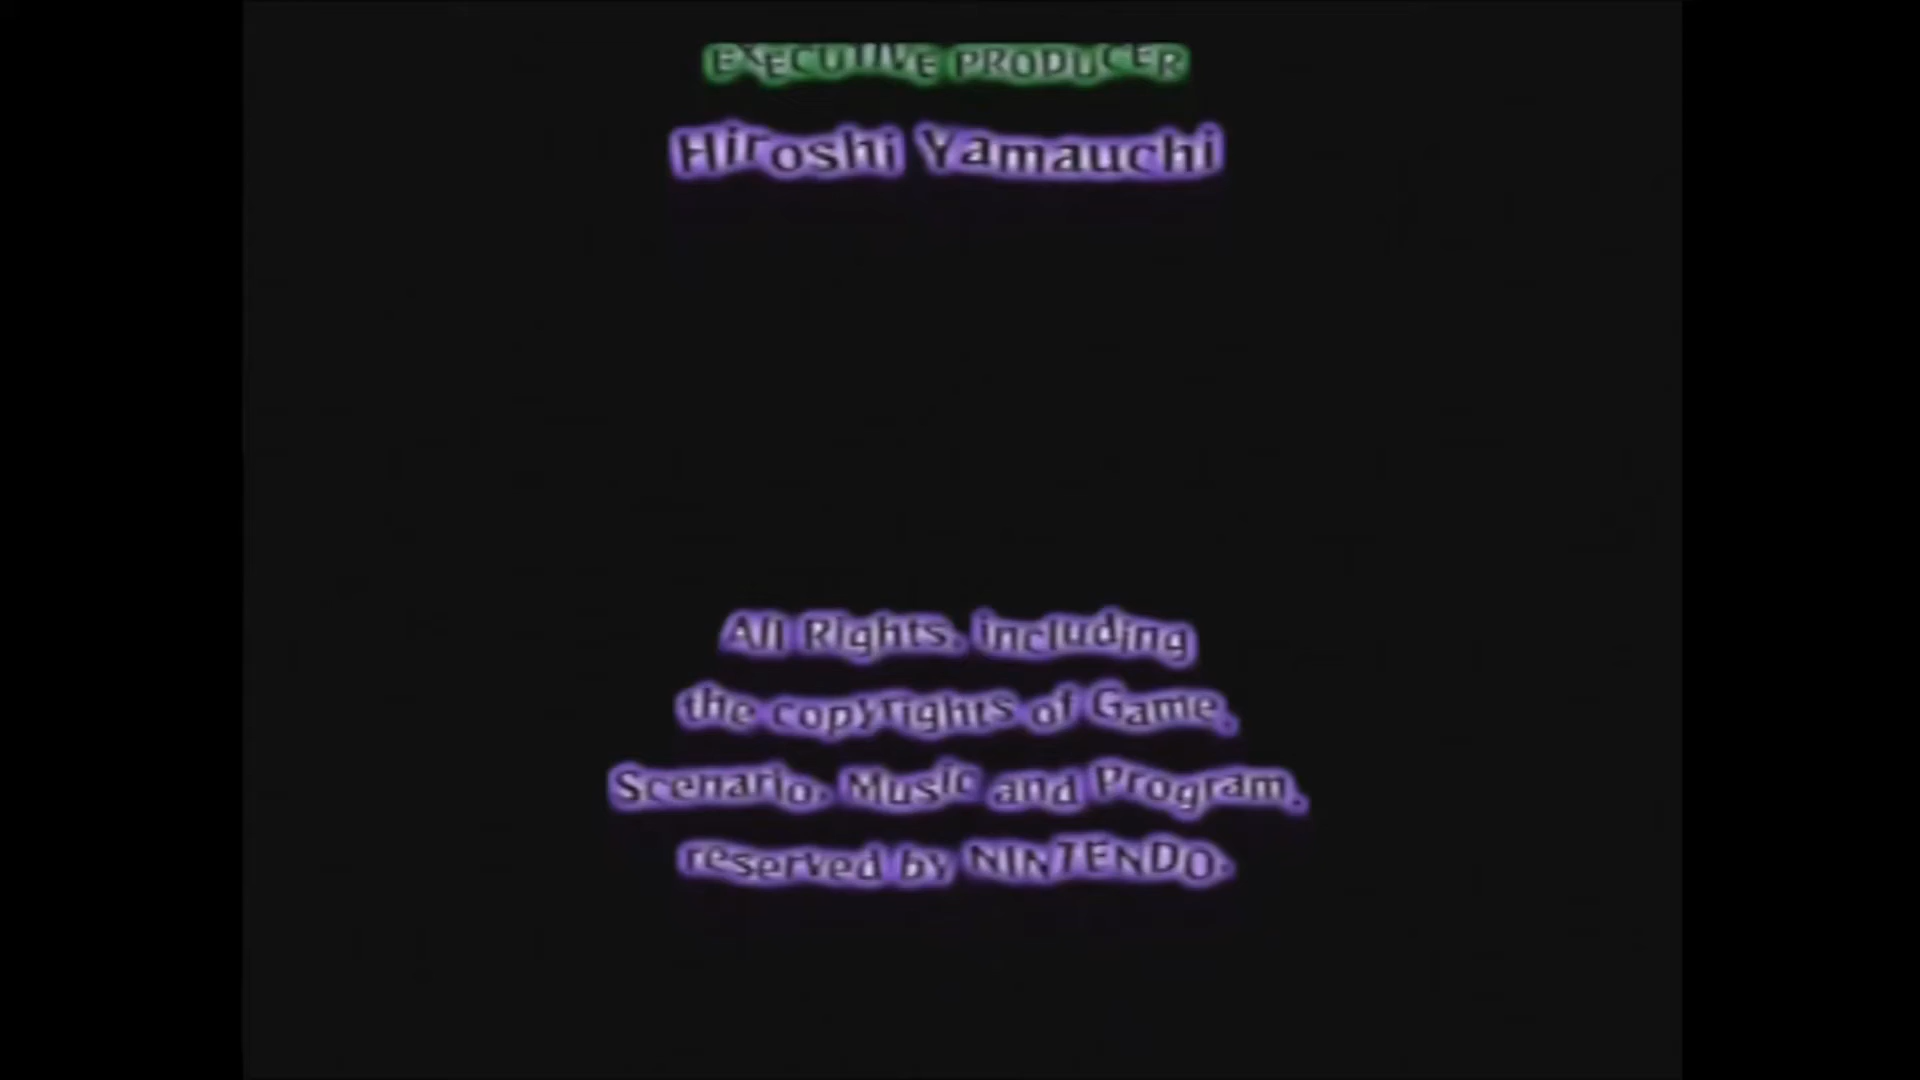 EXECUTIVE PRODUCER
Hiroshi Yamauchi
All Rights, including
the copyrights of Game,
Scenario, Music and Program,
reserved by NINTENDO.